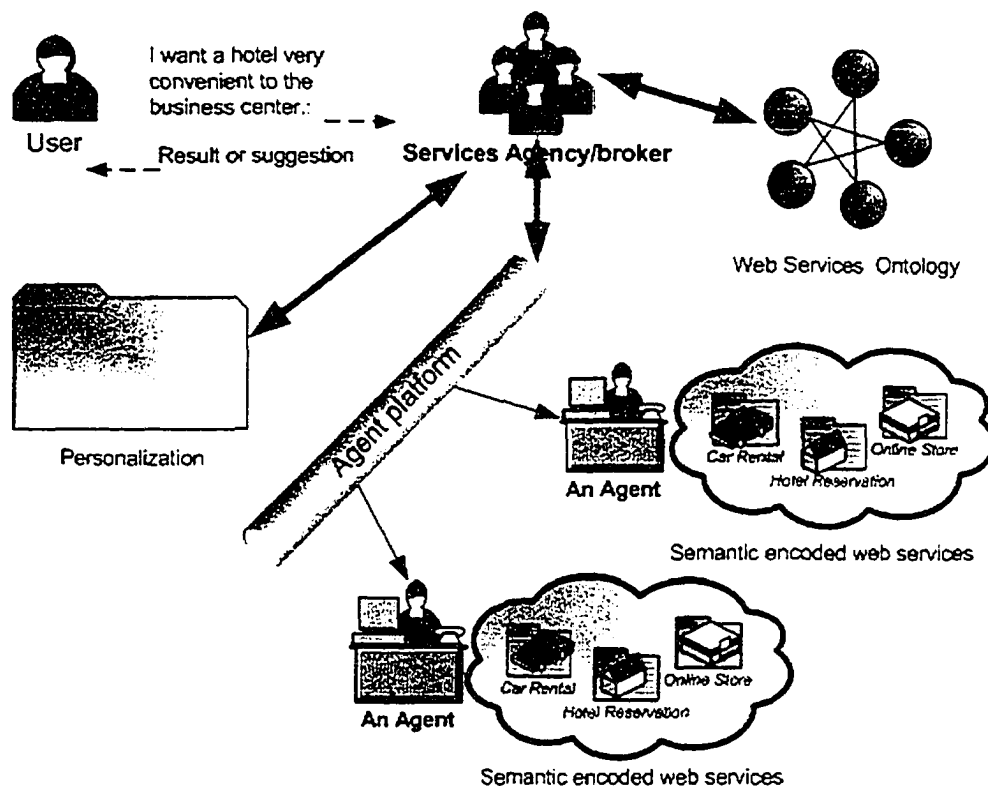 I want a hotel very
convenient to the
business center.:
User
Result or suggestion
Services Agency/broker
Web Services Ontology
Personalization
Agent platform
An Agent
Car Rental
Online Store
Hotel Reservation
Semantic encoded web services
An Agent
Car Rental
Online Store
Hotel Reservation
Semantic encoded web services